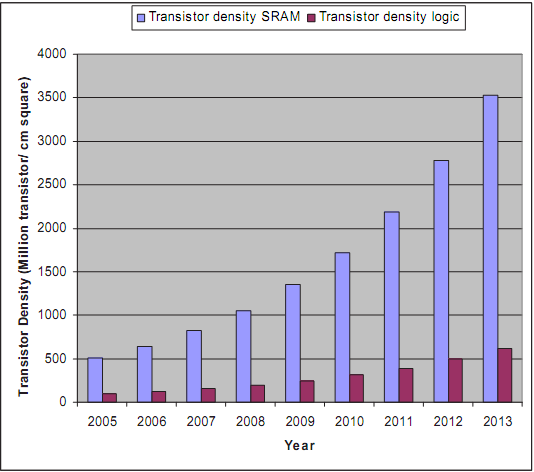 Transistor density SRAM Transistor density logic
Transistor Density (Million transistor/ cm square)
4000
3500
3000
2500
2000
1500
1000
500
0
2005 2006 2007 2008 2009 2010 2011 2012 2013
Year